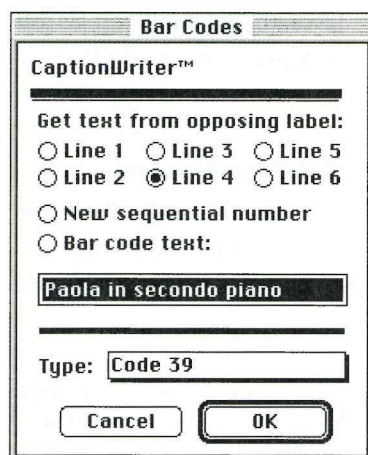 Bar Codes
CaptionWriter™
Get text from opposing label:
Line 1 Line 3 Line 5
Line 2 Line 4 Line 6
New sequential number
Bar code text:
Paola in secondo piano
Type: Code 39
Cancel OK